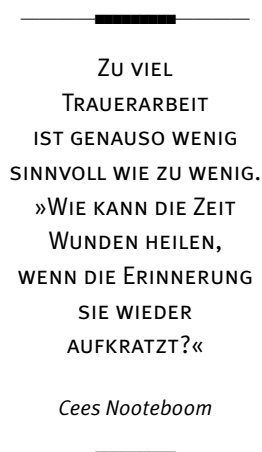 Zu viel
Trauerarbeit
ist genauso wenig
sinnvoll wie zu wenig.
»Wie kann die Zeit
Wunden heilen,
wenn die Erinnerung
sie wieder
aufkratzt?«
Cees Nooteboom